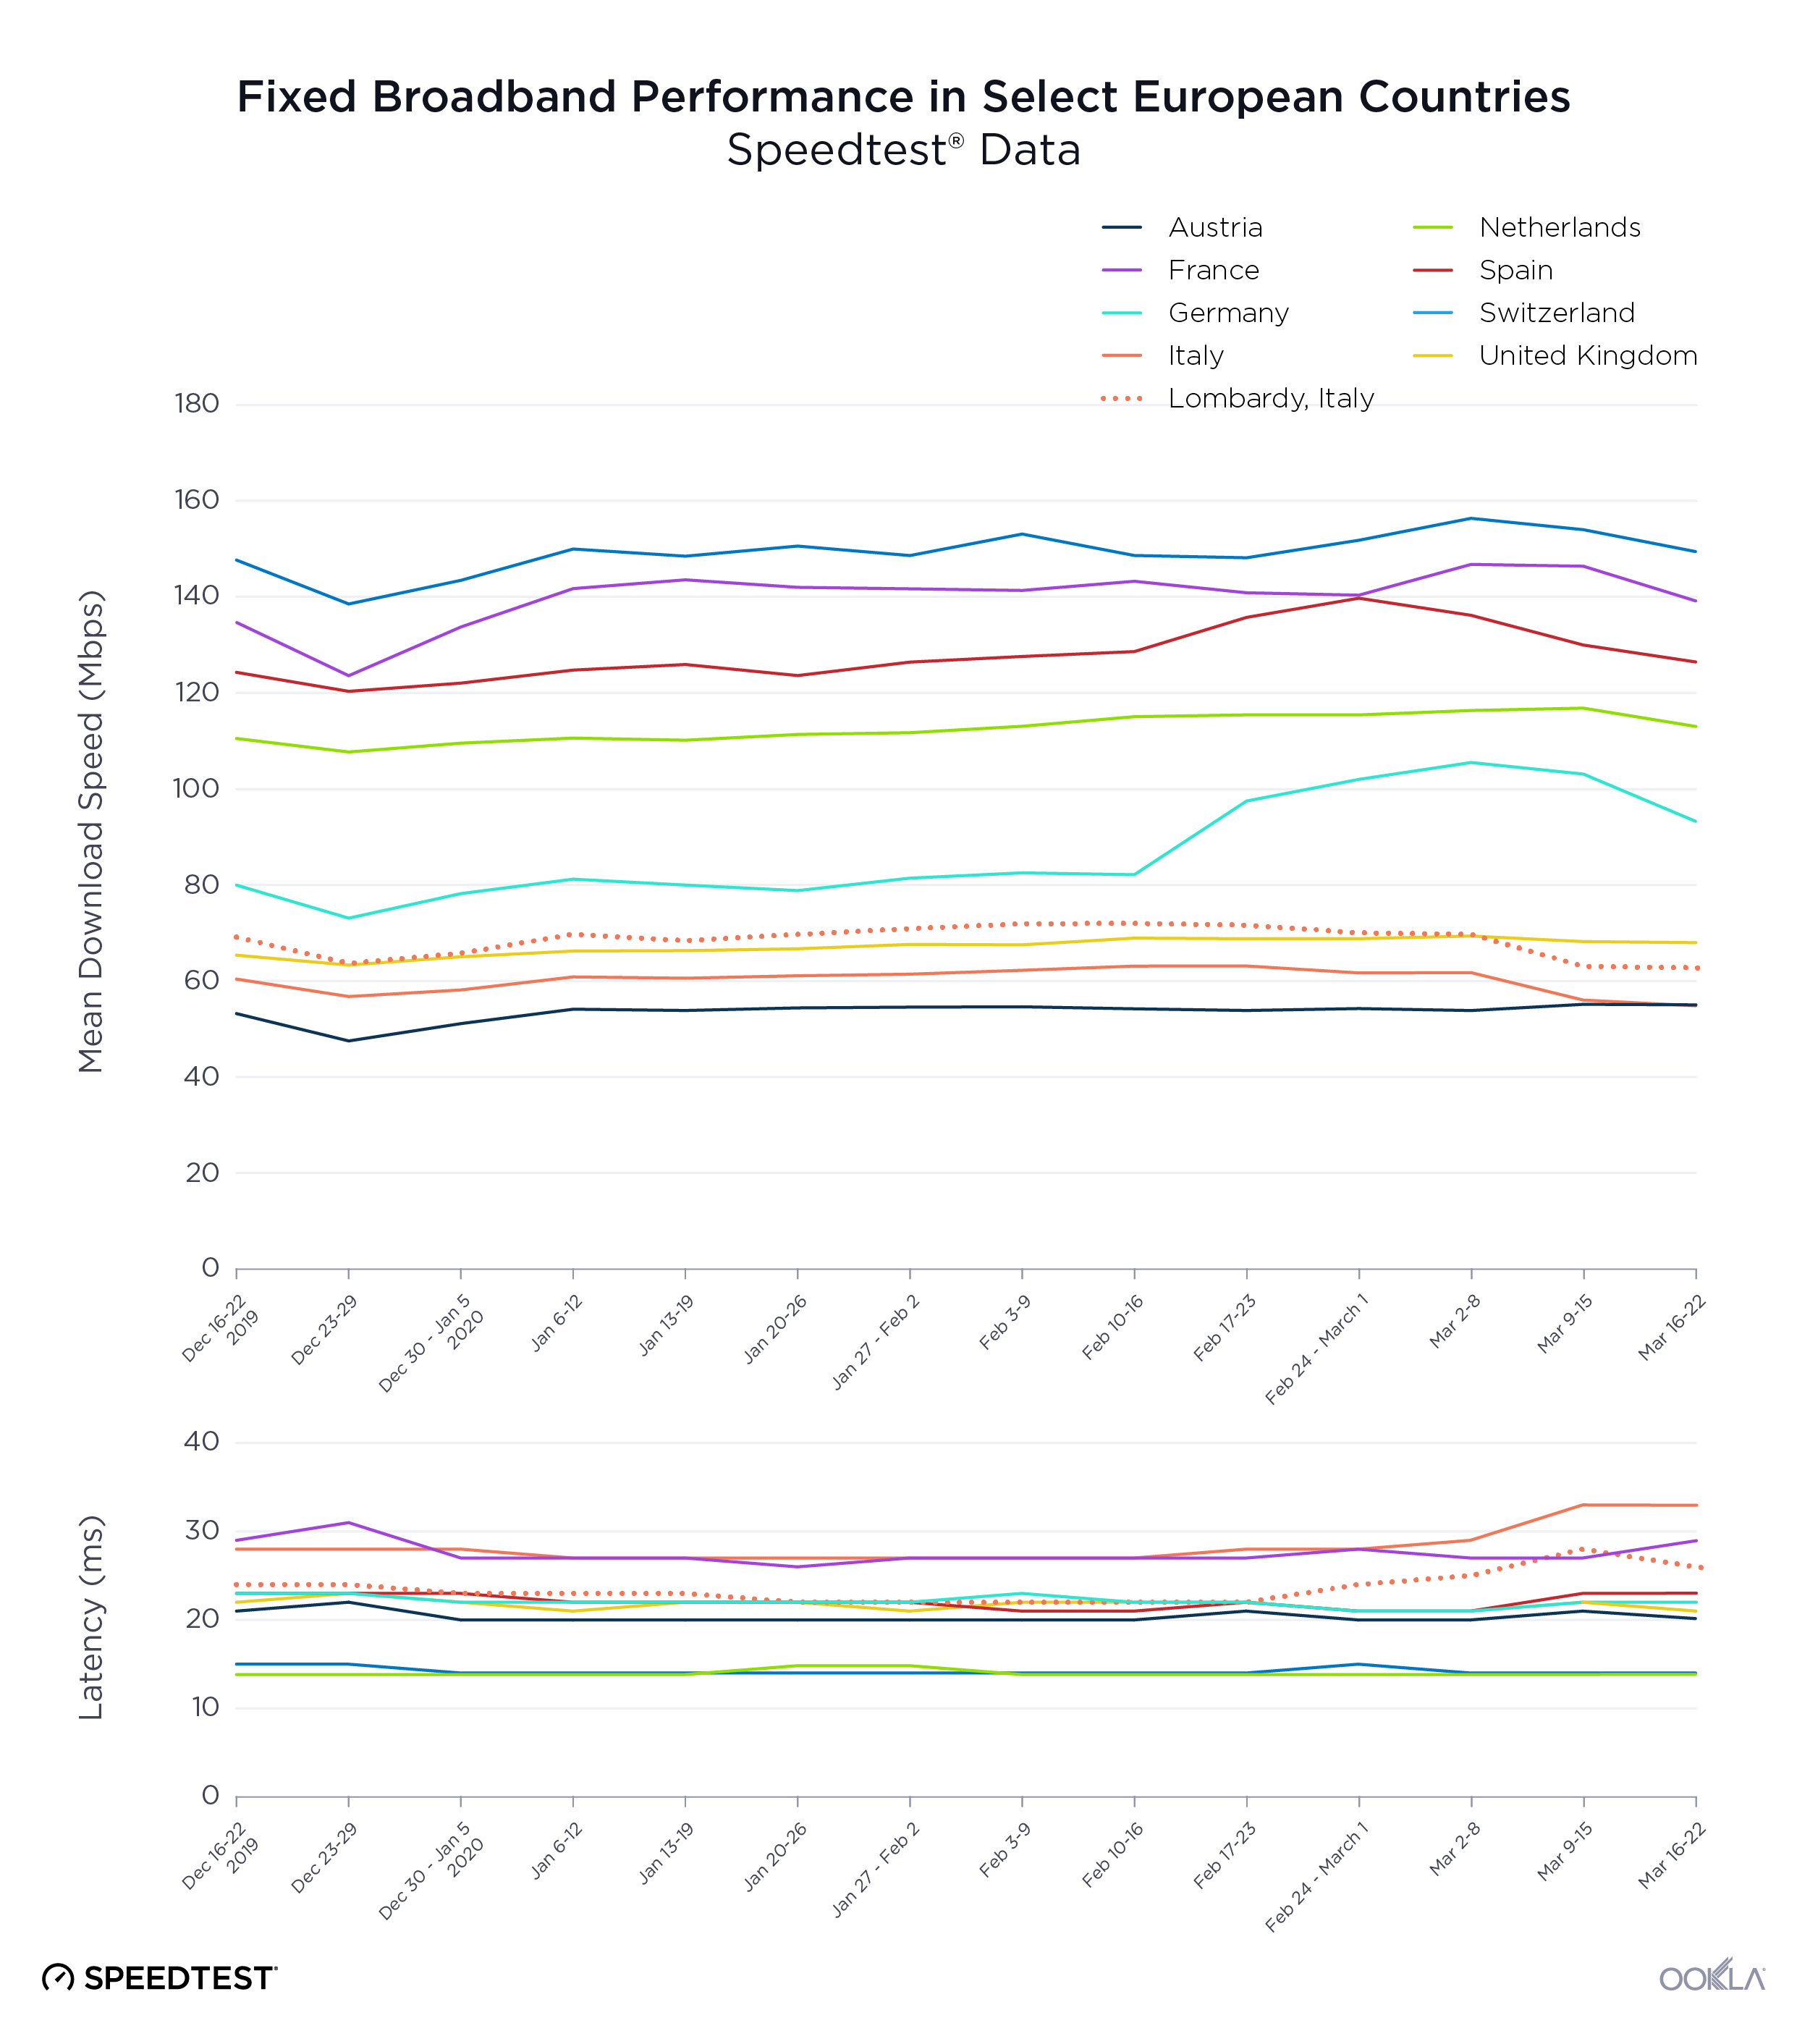 Fixed Broadband Performance in Select European Countries
Speedtest® Data
Austria
France
Germany
Italy
Lombardy, Italy
Netherlands
Spain
Switzerland
United Kingdom
Mean Download Speed (Mbps)
180
160
140
120
100
80
60
40
20
0
Dec 16-22
2019
Dec 23-29
Dec 30 - Jan 5
2020
Jan 6-12
Jan 13-19
Jan 20-26
Jan 27 - Feb 2
Feb 3-9
Feb 10-16
Feb 17-23
Feb 24 - March 1
Mar 2-8
Mar 9-15
Mar 16-22
Latency (ms)
40
30
20
10
0
Dec 16-22
2019
Dec 23-29
Dec 30 - Jan 5
2020
Jan 6-12
Jan 13-19
Jan 20-26
Jan 27 - Feb 2
Feb 3-9
Feb 10-16
Feb 17-23
Feb 24 - March 1
Mar 2-8
Mar 9-15
Mar 16-22
SPEEDTEST®
OOKLA®